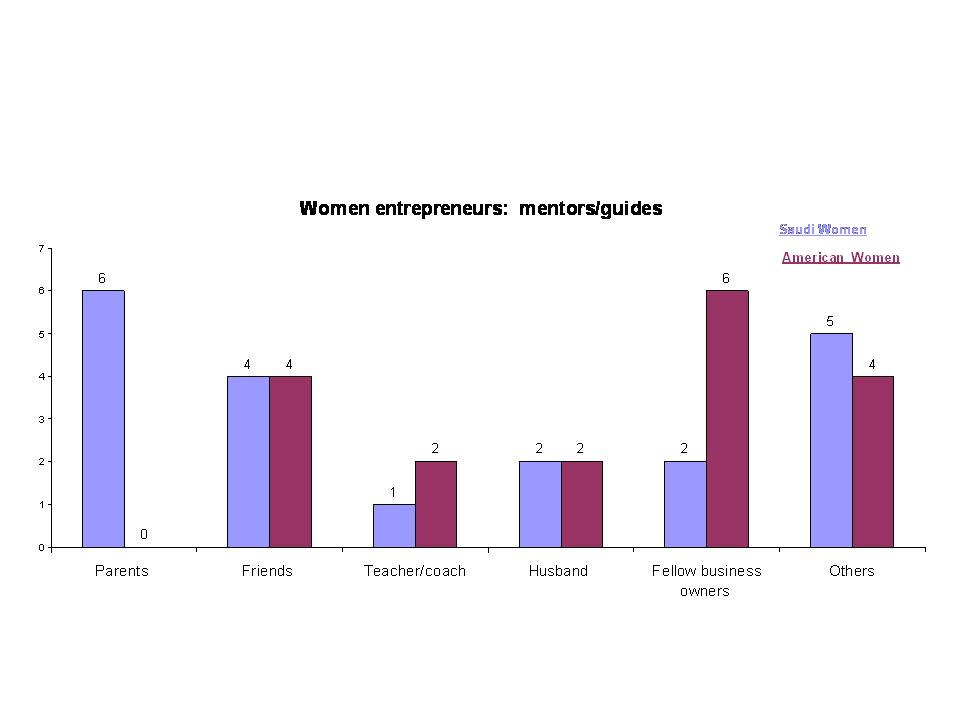 Women entrepreneurs:  mentors/guides
Saudi Women
American  Women
7
6
5
4
3
2
1
0
6
0
4
4
1
2
2
2
2
6
5
4
Parents
Friends
Teacher/coach
Husband
Fellow business
owners
Others